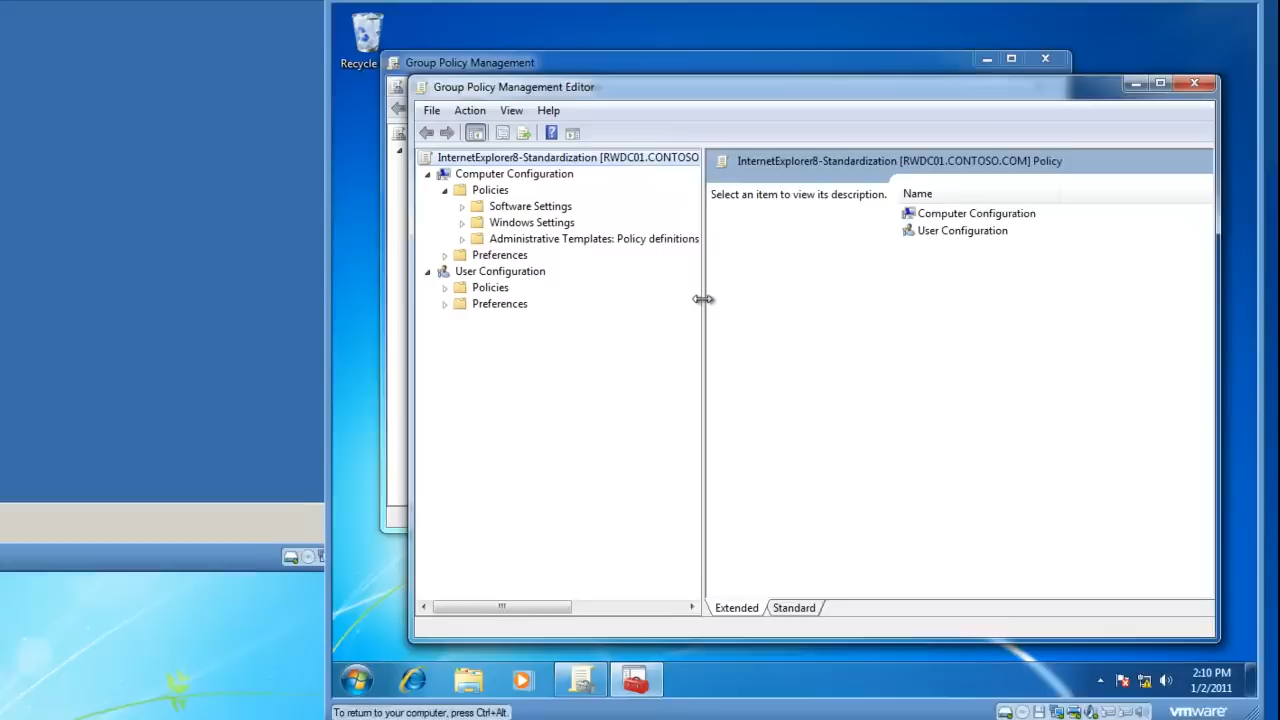 Recycle
Group Policy Management
Group Policy Management Editor
File Action View Help
InternetExplorer8-Standardization [RWDC01.CONTOSO
Computer Configuration
Policies
Software Settings
Windows Settings
Administrative Templates: Policy definitions
Preferences
User Configuration
Policies
Preferences
InternetExplorer8-Standardization [RWDC01.CONTOSO.COM] Policy
Select an item to view its description.
Name
Computer Configuration
User Configuration
Extended Standard
2:10 PM
1/2/2011
To return to your computer, press Ctrl+Alt.
vmware